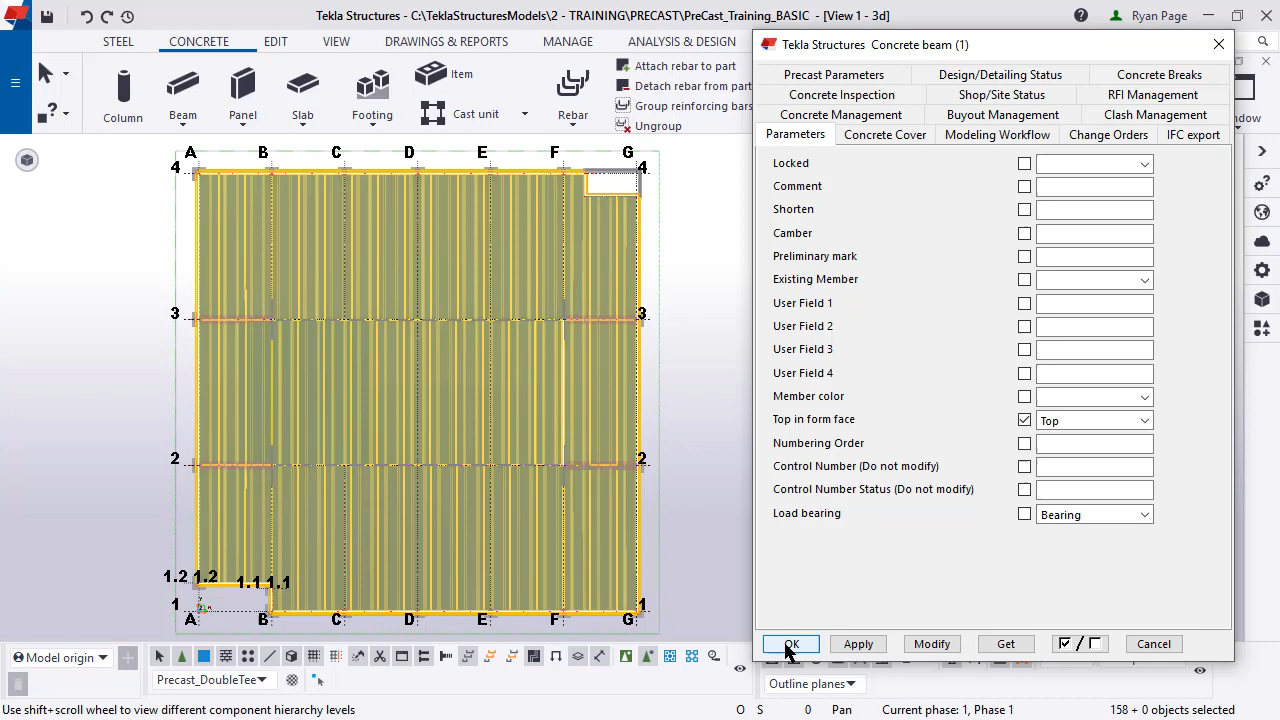 Tekla Structures - C:\TeklaStructuresModels\2 - TRAINING\PRECAST\PreCast_Training_BASIC - [View 1 - 3d]
Ryan Page
STEEL CONCRETE EDIT VIEW DRAWINGS & REPORTS MANAGE ANALYSIS & DESIGN
Column
Beam
Panel
Slab
Footing
Item
Cast unit
Rebar
Attach rebar to part
Detach rebar from part
Group reinforcing bars
Ungroup
Tekla Structures Concrete beam (1)
Precast Parameters Design/Detailing Status Concrete Breaks
Concrete Inspection Shop/Site Status RFI Management
Concrete Management Buyout Management Clash Management
Parameters Concrete Cover Modeling Workflow Change Orders IFC export
Locked
Comment
Shorten
Camber
Preliminary mark
Existing Member
User Field 1
User Field 2
User Field 3
User Field 4
Member color
Top in form face Top
Numbering Order
Control Number (Do not modify)
Control Number Status (Do not modify)
Load bearing Bearing
OK Apply Modify Get / Cancel
A B C D E F G
4 4
3 3
2 2
1.2 1.2 1.1 1.1
1 1
A B C D E F G
Model origin
Precast_DoubleTee
Outline planes
Use shift+scroll wheel to view different component hierarchy levels
O S 0 Pan Current phase: 1, Phase 1 158 + 0 objects selected